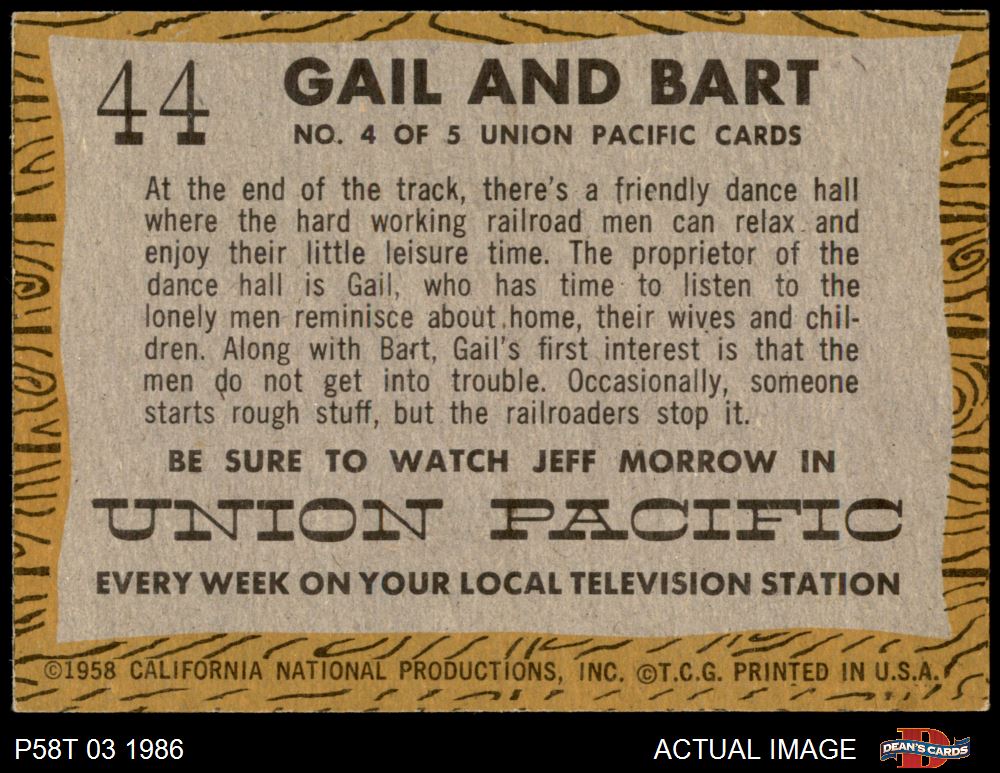 44
GAIL AND BART
NO. 4 OF 5 UNION PACIFIC CARDS
At the end of the track, there's a friendly dance hall
where the hard working railroad men can relax and
enjoy their little leisure time. The proprietor of the
dance hall is Gail, who has time to listen to the
lonely men reminisce about home, their wives and chil-
dren. Along with Bart, Gail's first interest is that the
men do not get into trouble. Occasionally, someone
starts rough stuff, but the railroaders stop it.
BE SURE TO WATCH JEFF MORROW IN
UNION PACIFIC
EVERY WEEK ON YOUR LOCAL TELEVISION STATION
©1958 CALIFORNIA NATIONAL PRODUCTIONS, INC. ©T.C.G. PRINTED IN U.S.A.
P58T 03 1986
ACTUAL IMAGE
D
DEAN'S CARDS